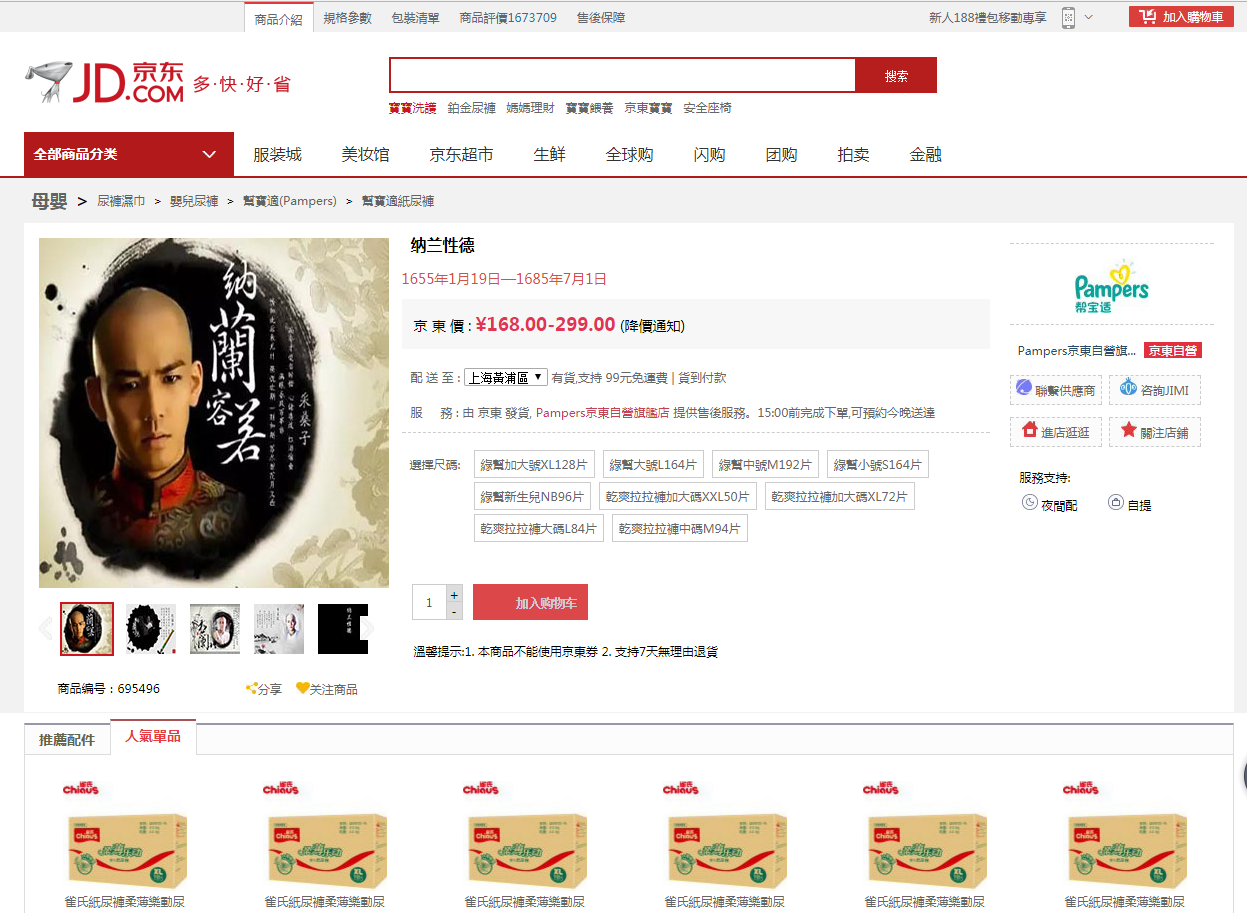 商品介紹 規格參數 包裝清單 商品評價1673709 售後保障 新人188禮包移動專享 加入購物車
JD.COM 京东 多·快·好·省
搜索
寶寶洗護 鉑金尿褲 媽媽理財 寶寶餵養 京東寶寶 安全座椅
全部商品分类 服装城 美妆馆 京东超市 生鲜 全球购 闪购 团购 拍卖 金融
母嬰 > 尿褲濕巾 > 嬰兒尿褲 > 幫寶適(Pampers) > 幫寶適紙尿褲
纳兰性德
1655年1月19日—1685年7月1日
京 東 價 : ¥168.00-299.00 (降價通知)
配 送 至 : 上海黃浦區 ▼ 有貨,支持 99元免運費 | 貨到付款
服 務 : 由 京東 發貨, Pampers京東自營旗艦店 提供售後服務。 15:00前完成下單,可預約今晚送達
選擇尺碼: 綠幫加大號XL128片 綠幫大號L164片 綠幫中號M192片 綠幫小號S164片
綠幫新生兒NB96片 乾爽拉拉褲加大碼XXL50片 乾爽拉拉褲加大碼XL72片
乾爽拉拉褲大碼L84片 乾爽拉拉褲中碼M94片
1 + - 加入购物车
溫馨提示:1. 本商品不能使用京東券 2. 支持7天無理由退貨
纳
蘭
容
若
采桑子
商品编号：695496 分享 关注商品
Pampers
帮宝适
Pampers京東自營旗... 京東自營
聯繫供應商 咨詢JIMI
進店逛逛 關注店鋪
服務支持:
夜間配 自提
推薦配件 人氣單品
雀氏 Chiaus 雀氏 Chiaus 雀氏 Chiaus 雀氏 Chiaus 雀氏 Chiaus 雀氏 Chiaus
Chiaus Chiaus Chiaus Chiaus Chiaus Chiaus
XL XL XL XL XL XL
雀氏紙尿褲柔薄樂動尿 雀氏紙尿褲柔薄樂動尿 雀氏紙尿褲柔薄樂動尿 雀氏紙尿褲柔薄樂動尿 雀氏紙尿褲柔薄樂動尿 雀氏紙尿褲柔薄樂動尿